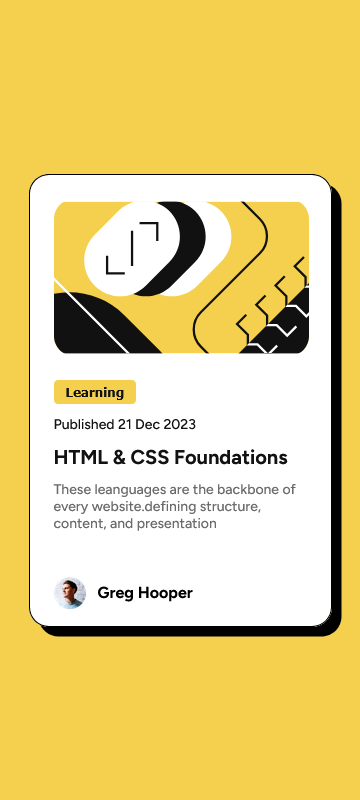 Learning
Published 21 Dec 2023
HTML & CSS Foundations
These leanguages are the backbone of
every website.defining structure,
content, and presentation
Greg Hooper